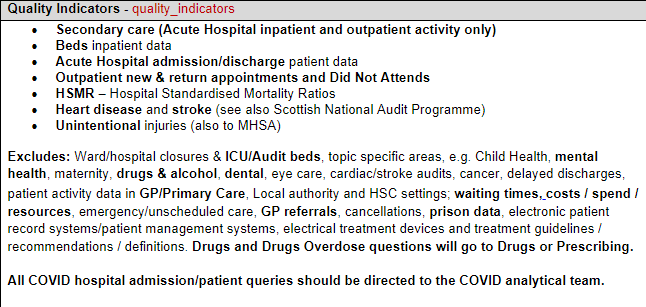 Quality Indicators - quality_indicators
• Secondary care (Acute Hospital inpatient and outpatient activity only)
• Beds inpatient data
• Acute Hospital admission/discharge patient data
• Outpatient new & return appointments and Did Not Attends
• HSMR – Hospital Standardised Mortality Ratios
• Heart disease and stroke (see also Scottish National Audit Programme)
• Unintentional injuries (also to MHSA)
Excludes: Ward/hospital closures & ICU/Audit beds, topic specific areas, e.g. Child Health, mental
health, maternity, drugs & alcohol, dental, eye care, cardiac/stroke audits, cancer, delayed discharges,
patient activity data in GP/Primary Care, Local authority and HSC settings; waiting times, costs / spend /
resources, emergency/unscheduled care, GP referrals, cancellations, prison data, electronic patient
record systems/patient management systems, electrical treatment devices and treatment guidelines /
recommendations / definitions. Drugs and Drugs Overdose questions will go to Drugs or Prescribing.
All COVID hospital admission/patient queries should be directed to the COVID analytical team.